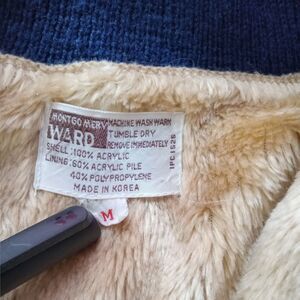 MONTGOMERY MACHINE WASH WARM
WARD TUMBLE DRY
REMOVE IMMEDIATELY
SHELL: 100% ACRYLIC
LINING: 60% ACRYLIC PILE
40% POLYPROPYLENE
MADE IN KOREA
M